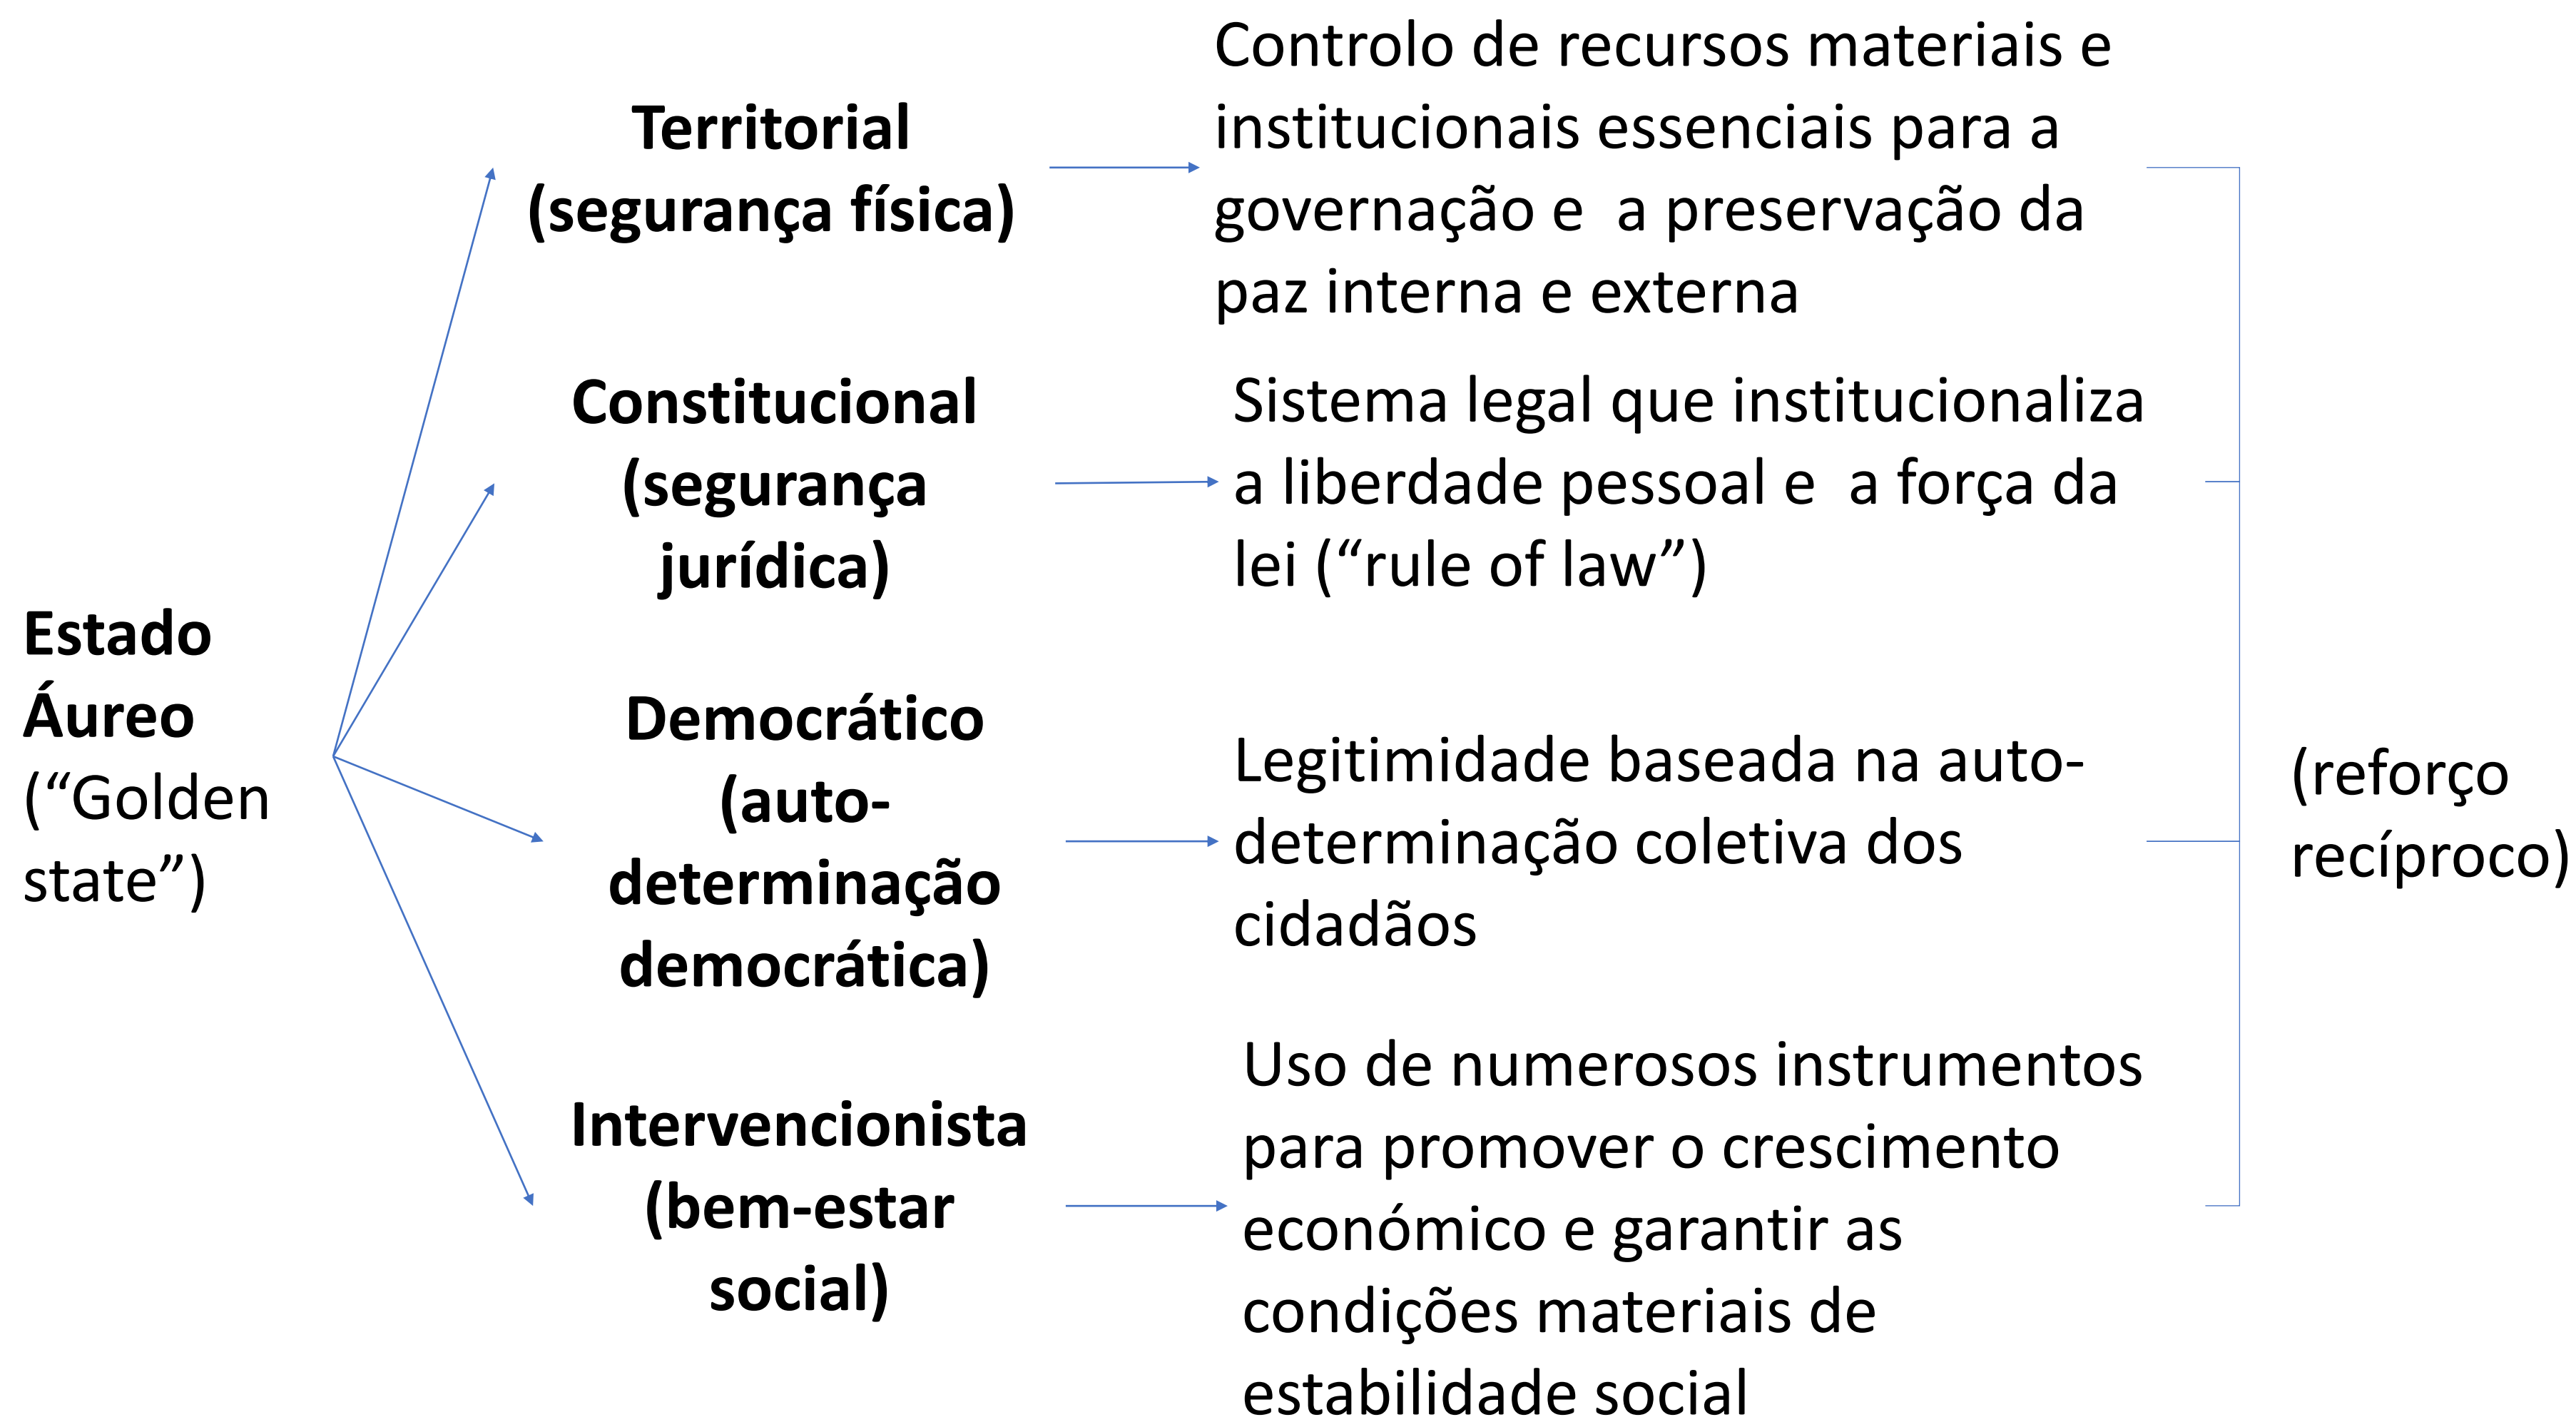 Estado
Áureo
(“Golden
state”)
Territorial
(segurança física)
Controlo de recursos materiais e
institucionais essenciais para a
governação e  a preservação da
paz interna e externa
Constitucional
(segurança
jurídica)
Sistema legal que institucionaliza
a liberdade pessoal e  a força da
lei (“rule of law”)
Democrático
(auto-
determinação
democrática)
Legitimidade baseada na auto-
determinação coletiva dos
cidadãos
Intervencionista
(bem-estar
social)
Uso de numerosos instrumentos
para promover o crescimento
económico e garantir as
condições materiais de
estabilidade social
(reforço
recíproco)